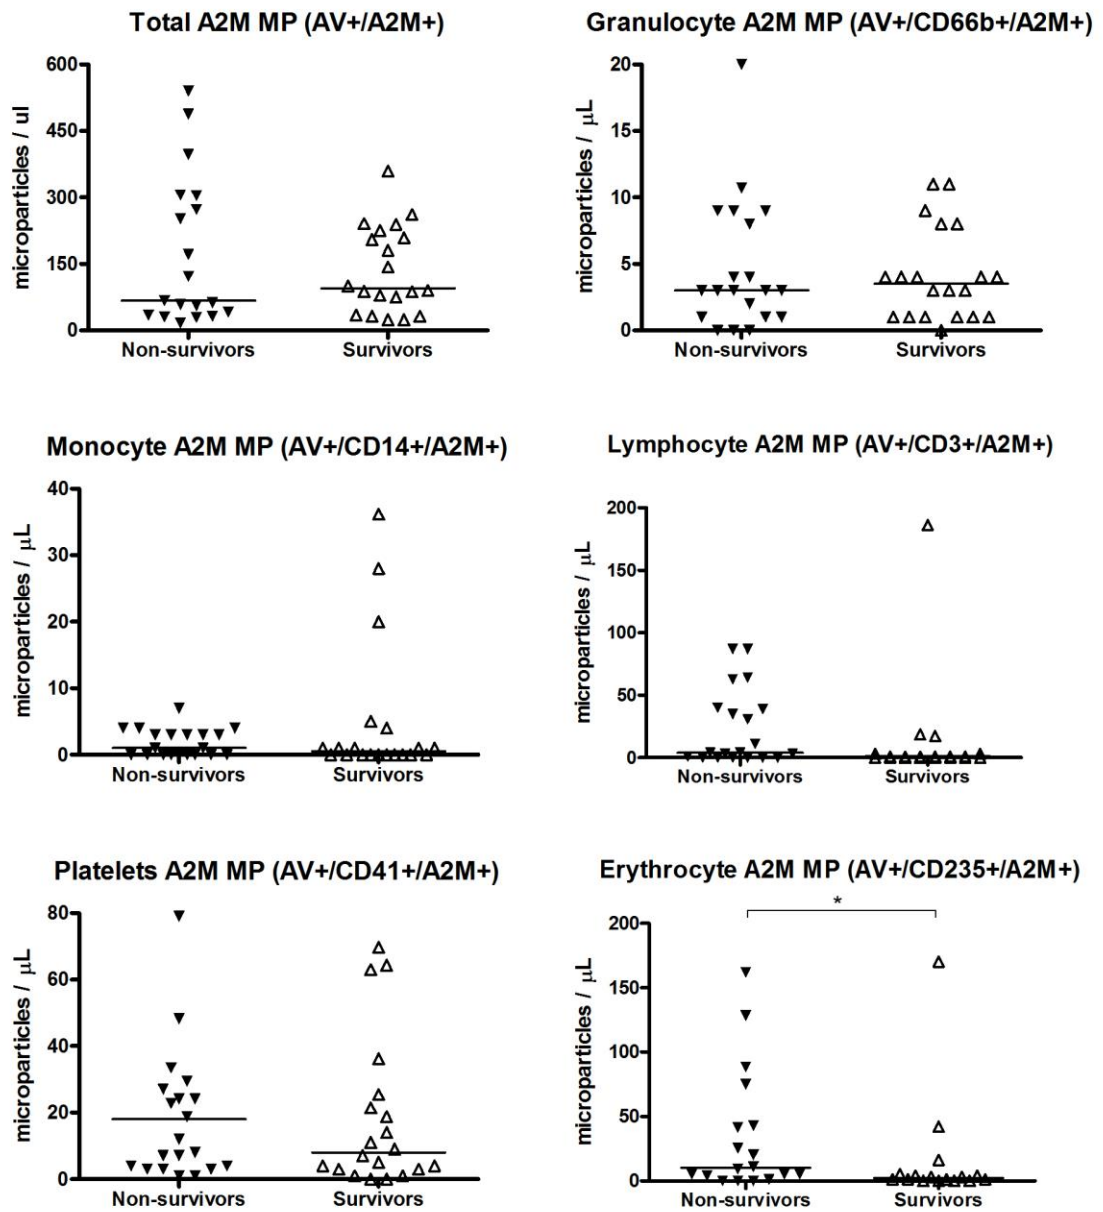 Total A2M MP (AV+/A2M+)
microparticles / ul
600
450
300
150
0
Non-survivors
Survivors
Granulocyte A2M MP (AV+/CD66b+/A2M+)
microparticles / μL
20
15
10
5
0
Non-survivors
Survivors
Monocyte A2M MP (AV+/CD14+/A2M+)
microparticles / μL
40
30
20
10
0
Non-survivors
Survivors
Lymphocyte A2M MP (AV+/CD3+/A2M+)
microparticles / μL
200
150
100
50
0
Non-survivors
Survivors
Platelets A2M MP (AV+/CD41+/A2M+)
microparticles / μL
80
60
40
20
0
Non-survivors
Survivors
Erythrocyte A2M MP (AV+/CD235+/A2M+)
*
microparticles / μL
200
150
100
50
0
Non-survivors
Survivors